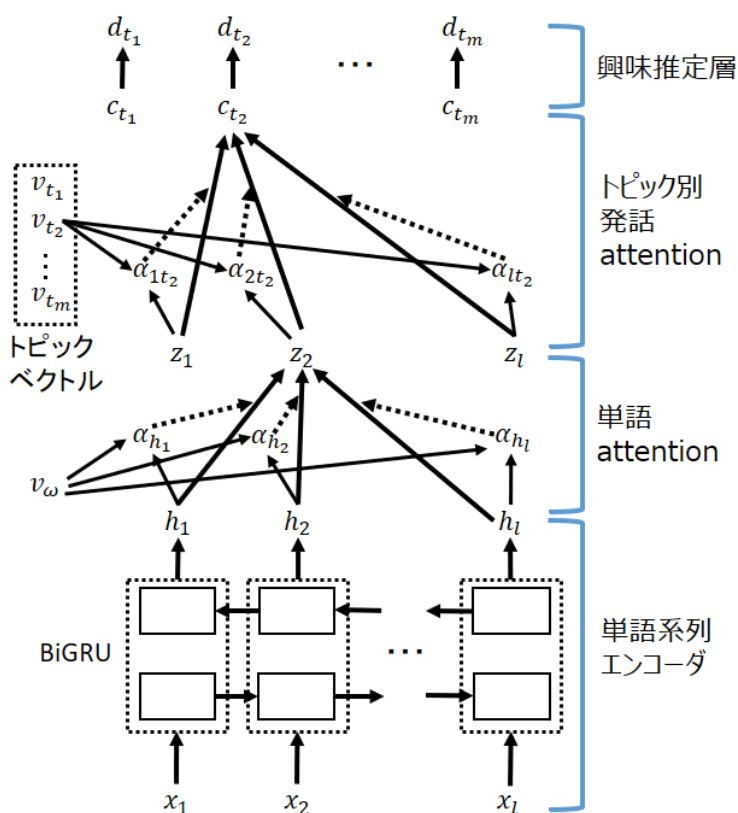 d_{t_1} d_{t_2} ⋯ d_{t_m}
興味推定層
c_{t_1} c_{t_2} c_{t_m}
v_{t_1}
v_{t_2}
⋮
v_{t_m}
トピック
ベクトル
α_{1t_2} α_{2t_2} α_{lt_2}
トピック別
発話
attention
z_1 z_2 z_l
α_{h_1} α_{h_2} α_{h_l}
単語
attention
v_ω
h_1 h_2 h_l
BiGRU
⋯
単語系列
エンコーダ
x_1 x_2 x_l